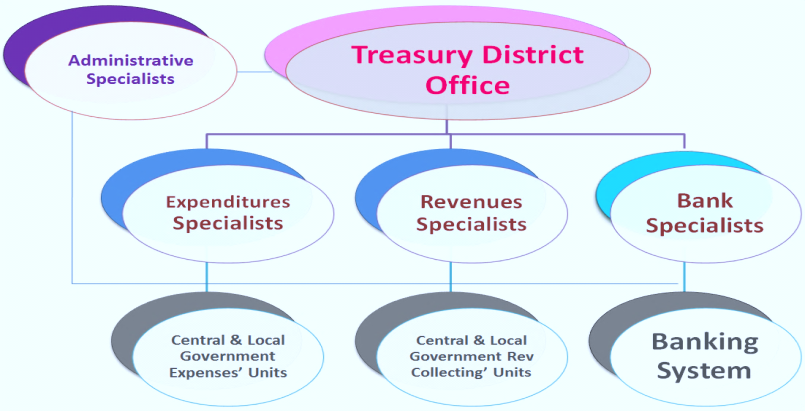 Administrative
Specialists
Treasury District
Office
Expenditures
Specialists
Revenues
Specialists
Bank
Specialists
Central & Local
Government
Expenses’ Units
Central & Local
Government Rev
Collecting’ Units
Banking
System